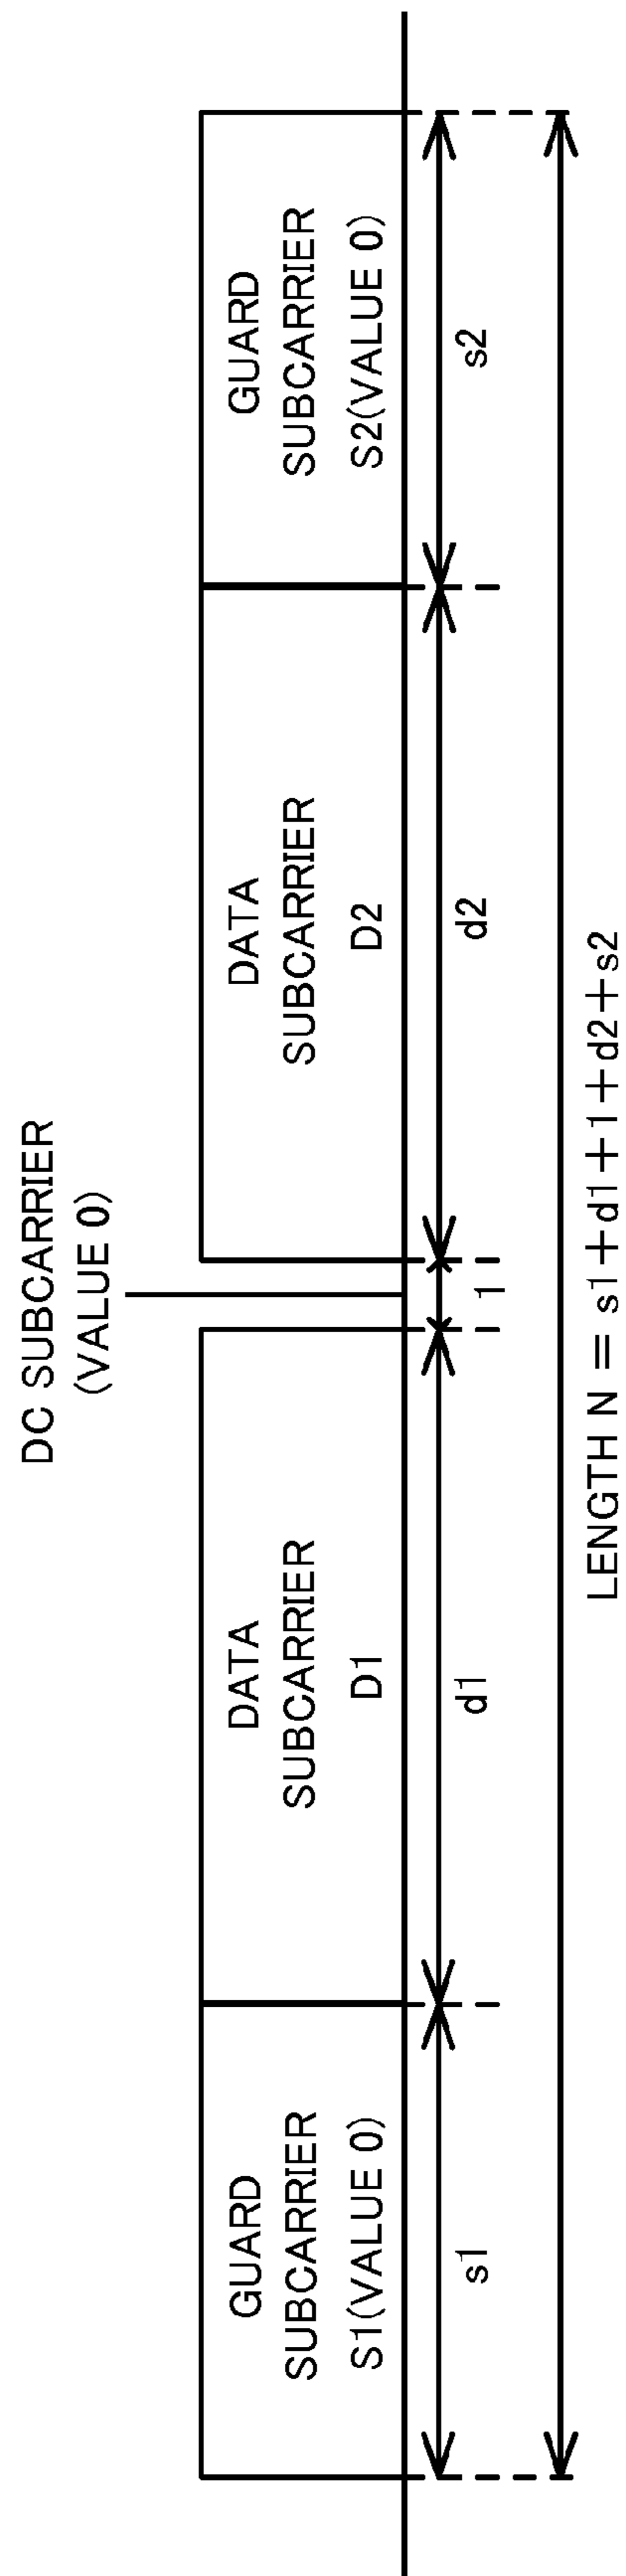 DC SUBCARRIER
(VALUE 0)
GUARD
SUBCARRIER
S1(VALUE 0)
DATA
SUBCARRIER
D1
DATA
SUBCARRIER
D2
GUARD
SUBCARRIER
S2(VALUE 0)
s1
d1
1
d2
s2
LENGTH N = s1+d1+1+d2+s2